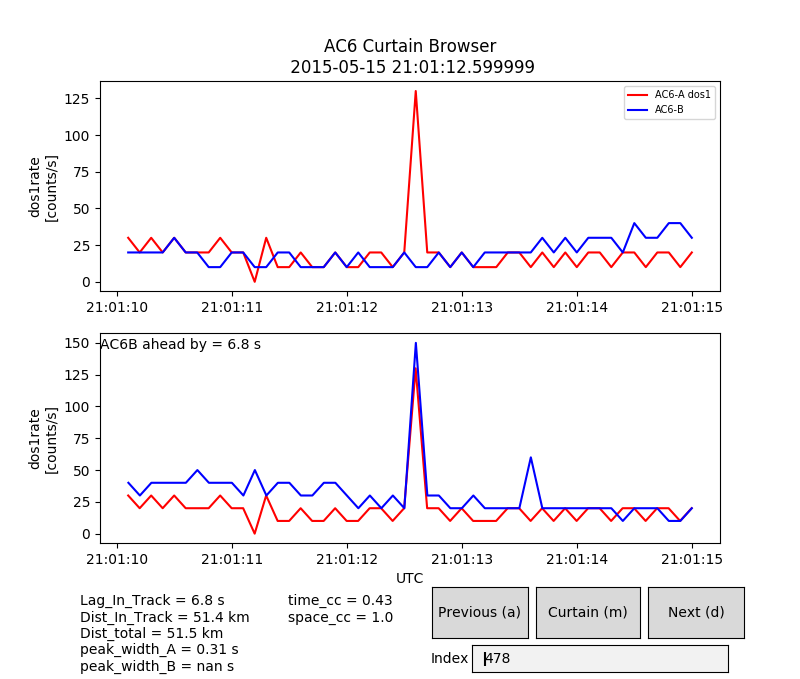 AC6 Curtain Browser
2015-05-15 21:01:12.599999
125
100
75
50
25
0
dos1rate
[counts/s]
AC6-A dos1
AC6-B
21:01:10 21:01:11 21:01:12 21:01:13 21:01:14 21:01:15
AC6B ahead by = 6.8 s
150
125
100
75
50
25
0
dos1rate
[counts/s]
21:01:10 21:01:11 21:01:12 21:01:13 21:01:14 21:01:15
UTC
Lag_In_Track = 6.8 s
Dist_In_Track = 51.4 km
Dist_total = 51.5 km
peak_width_A = 0.31 s
peak_width_B = nan s
time_cc = 0.43
space_cc = 1.0
Previous (a) Curtain (m) Next (d)
Index 478